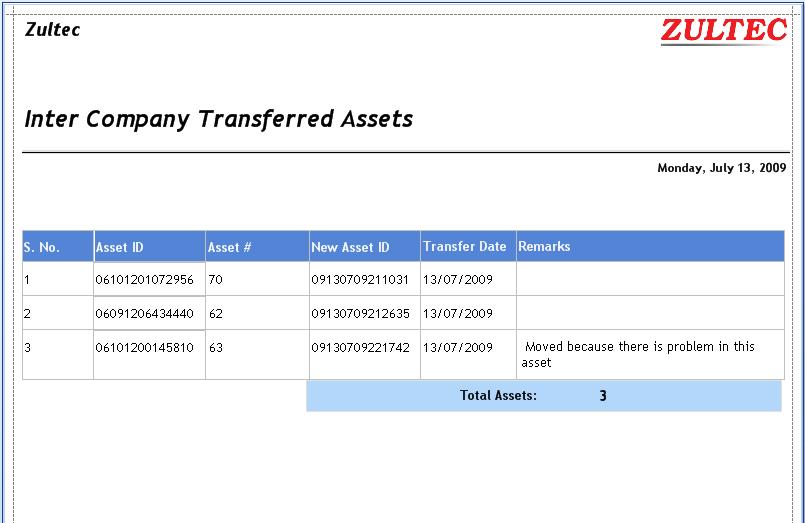 Zultec
ZULTEC
Inter Company Transferred Assets
Monday, July 13, 2009
S. No. Asset ID Asset # New Asset ID Transfer Date Remarks
1 06101201072956 70 09130709211031 13/07/2009
2 06091206434440 62 09130709212635 13/07/2009
3 06101200145810 63 09130709221742 13/07/2009 Moved because there is problem in this
asset
Total Assets: 3